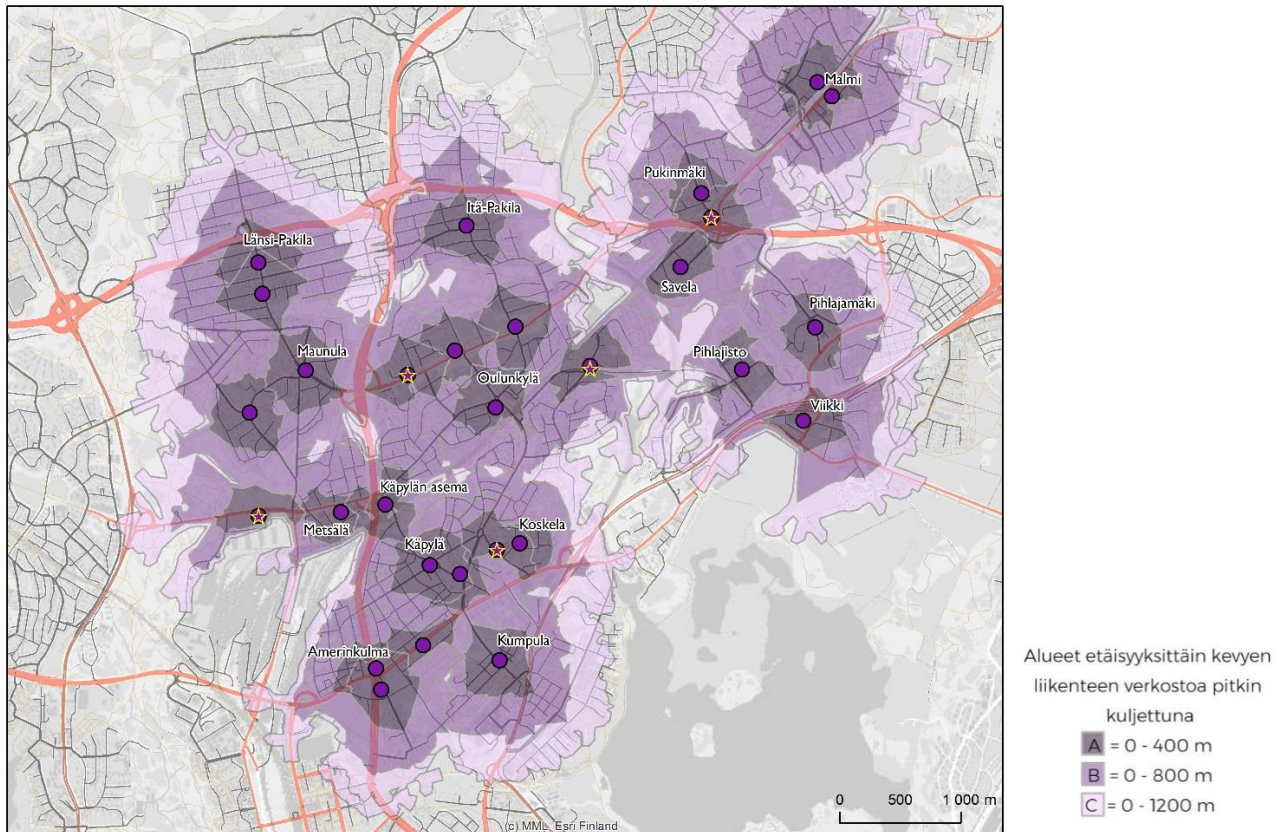 Malmi
Pukinmäki
Itä-Pakila
Länsi-Pakila
Savela
Pihlajamäki
Maunula
Pihlajisto
Oulunkylä
Viikki
Käpylän asema
Metsälä
Koskela
Käpylä
Kumpula
Amerinkulma
0 500 1 000 m
(c) MML, Esri Finland
Alueet etäisyyksittäin kevyen
liikenteen verkostoa pitkin
kuljettuna
A = 0 - 400 m
B = 0 - 800 m
C = 0 - 1200 m